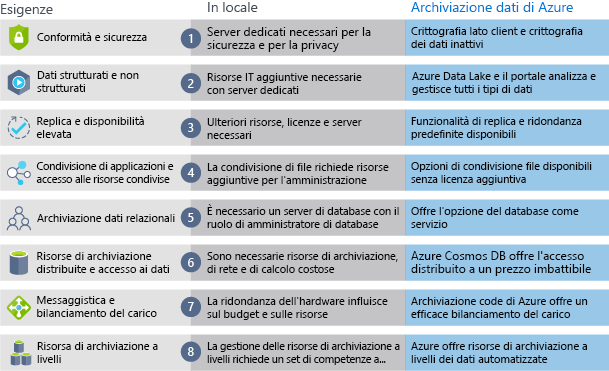 Esigenze In locale Archiviazione dati di Azure
Conformità e sicurezza
1
Server dedicati necessari per la
sicurezza e per la privacy
Crittografia lato client e crittografia
dei dati inattivi
Dati strutturati e non
strutturati
2
Risorse IT aggiuntive necessarie
con server dedicati
Azure Data Lake e il portale analizza e
gestisce tutti i tipi di dati
Replica e disponibilità
elevata
3
Ulteriori risorse, licenze e server
necessari
Funzionalità di replica e ridondanza
predefinite disponibili
Condivisione di applicazioni e
accesso alle risorse condivise
4
La condivisione di file richiede risorse
aggiuntive per l'amministrazione
Opzioni di condivisione file disponibili
senza licenza aggiuntiva
Archiviazione dati relazionali
5
È necessario un server di database con il
ruolo di amministratore di database
Offre l'opzione del database come
servizio
Risorse di archiviazione
distribuite e accesso ai dati
6
Sono necessarie risorse di archiviazione,
di rete e di calcolo costose
Azure Cosmos DB offre l'accesso
distribuito a un prezzo imbattibile
Messaggistica e
bilanciamento del carico
7
La ridondanza dell'hardware influisce
sul budget e sulle risorse
Archiviazione code di Azure offre un
efficace bilanciamento del carico
Risorsa di archiviazione a
livelli
8
La gestione delle risorse di archiviazione a
livelli richiede un set di competenze a...
Azure offre risorse di archiviazione a
livelli dei dati automatizzate